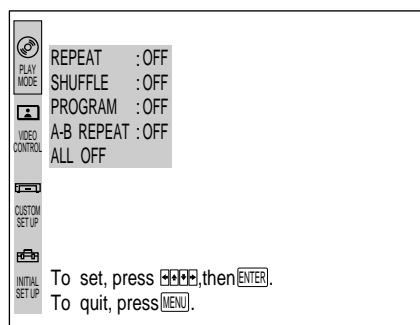 PLAY
MODE
REPEAT : OFF
SHUFFLE : OFF
PROGRAM : OFF
A-B REPEAT : OFF
ALL OFF
VIDEO
CONTROL
CUSTOM
SET UP
INITIAL
SET UP
To set, press ←↑↓→,then ENTER.
To quit, press MENU.